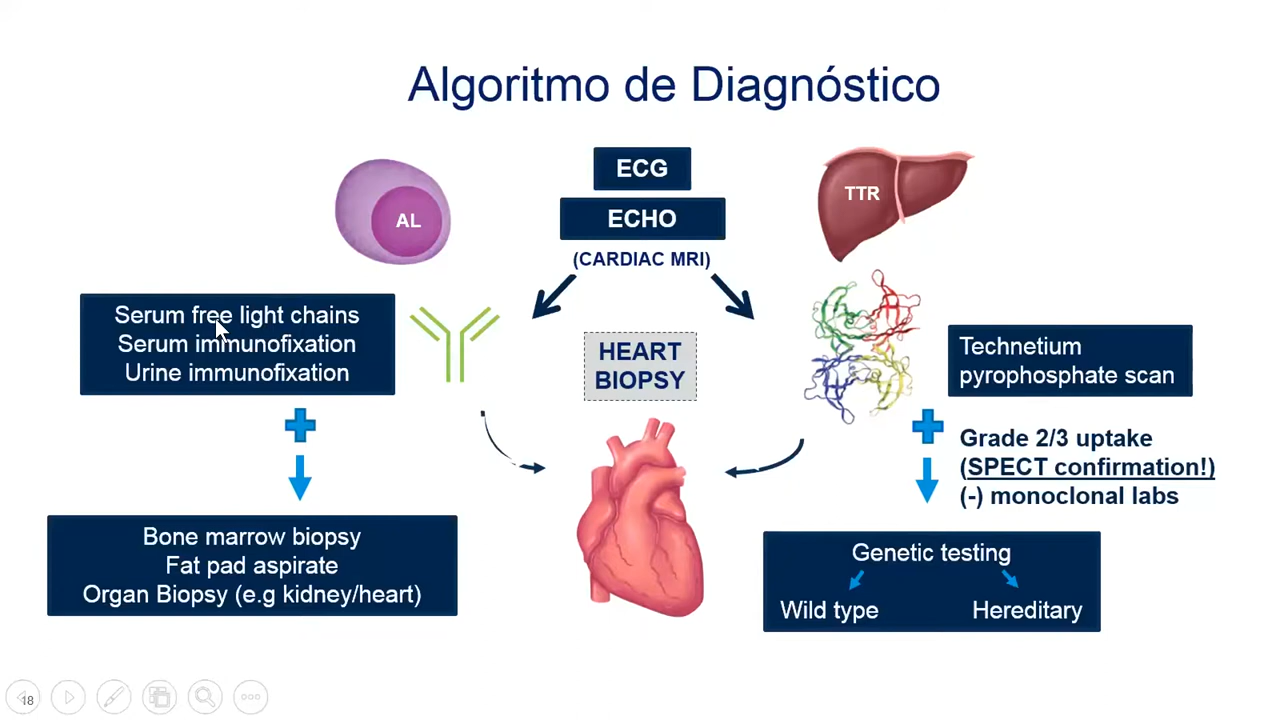 Algoritmo de Diagnóstico
ECG
ECHO
(CARDIAC MRI)
AL
TTR
Serum free light chains
Serum immunofixation
Urine immunofixation
HEART
BIOPSY
Technetium
pyrophosphate scan
Grade 2/3 uptake
(SPECT confirmation!)
(-) monoclonal labs
Bone marrow biopsy
Fat pad aspirate
Organ Biopsy (e.g kidney/heart)
Genetic testing
Wild type
Hereditary
18